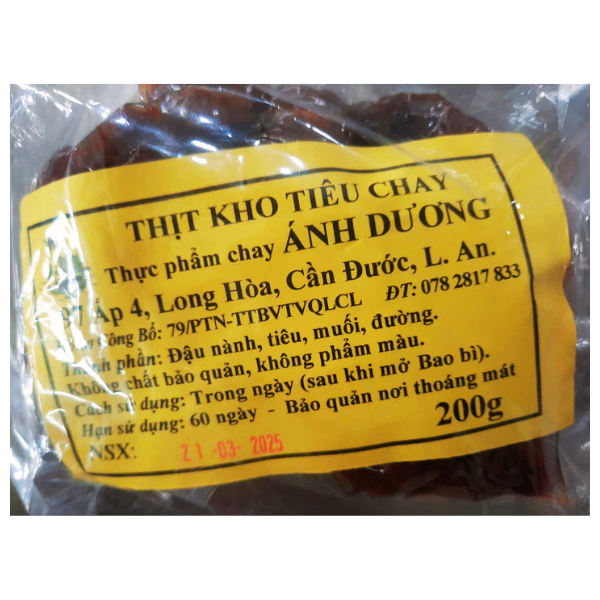 THỊT KHO TIÊU CHAY
Thực phẩm chay ÁNH DƯƠNG
Ấp 4, Long Hòa, Cần Đước, L. An.
Công Bố: 79/PTN-TTBVTVQLCL ĐT: 078 2817 833
Thành phần: Đậu nành, tiêu, muối, đường.
Không chất bảo quản, không phẩm màu.
Cách sử dụng: Trong ngày (sau khi mở Bao bì).
Hạn sử dụng: 60 ngày - Bảo quản nơi thoáng mát
NSX: 21-03-2025 200g